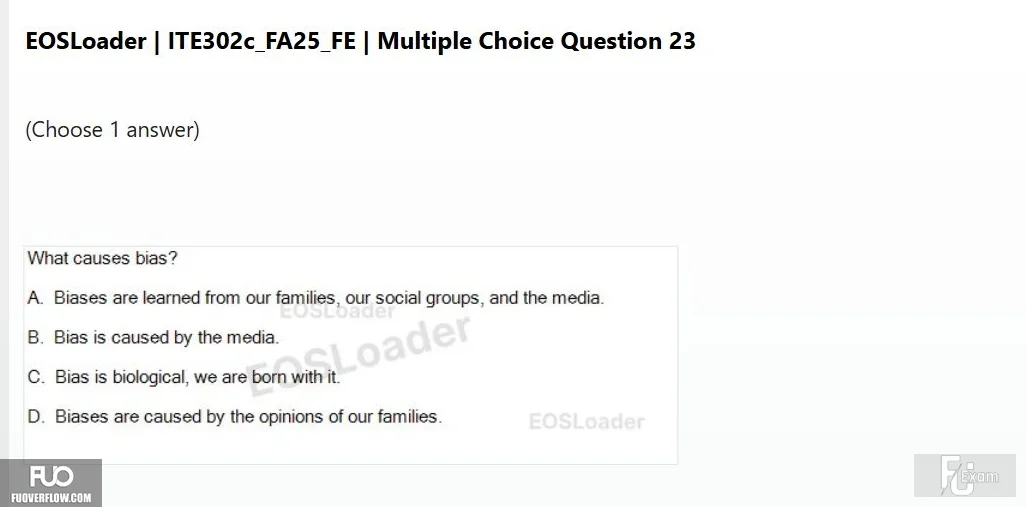 EOSLoader | ITE302c_FA25_FE | Multiple Choice Question 23
(Choose 1 answer)
What causes bias?
A. Biases are learned from our families, our social groups, and the media.
EOSLoader
B. Bias is caused by the media.
EOSLoader
C. Bias is biological, we are born with it.
D. Biases are caused by the opinions of our families.
EOSLoader
FUO
FUOVERFLOW.COM
Exam